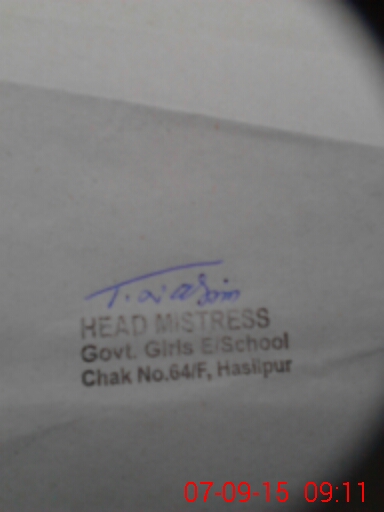 HEAD MISTRESS
Govt. Girls E/School
Chak No.64/F, Hasilpur
07-09-15 09:11